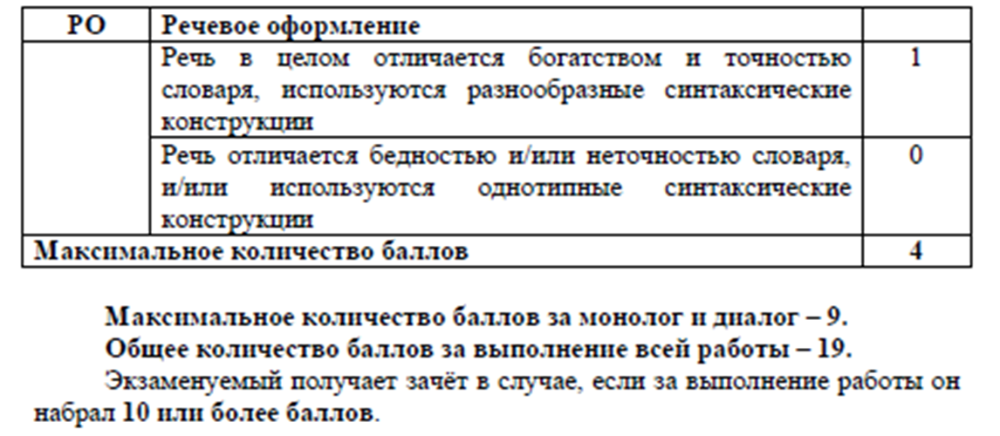 РО Речевое оформление
Речь в целом отличается богатством и точностью 1
словаря, используются разнообразные синтаксические
конструкции
Речь отличается бедностью и/или неточностью словаря, 0
и/или используются однотипные синтаксические
конструкции
Максимальное количество баллов 4
Максимальное количество баллов за монолог и диалог – 9.
Общее количество баллов за выполнение всей работы – 19.
Экзаменуемый получает зачёт в случае, если за выполнение работы он
набрал 10 или более баллов.